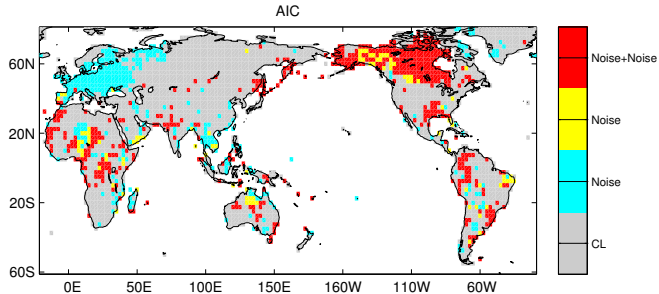 AIC
60N
20N
20S
60S
0E
50E
100E
150E
160W
110W
60W
Noise+Noise
Noise
Noise
CL